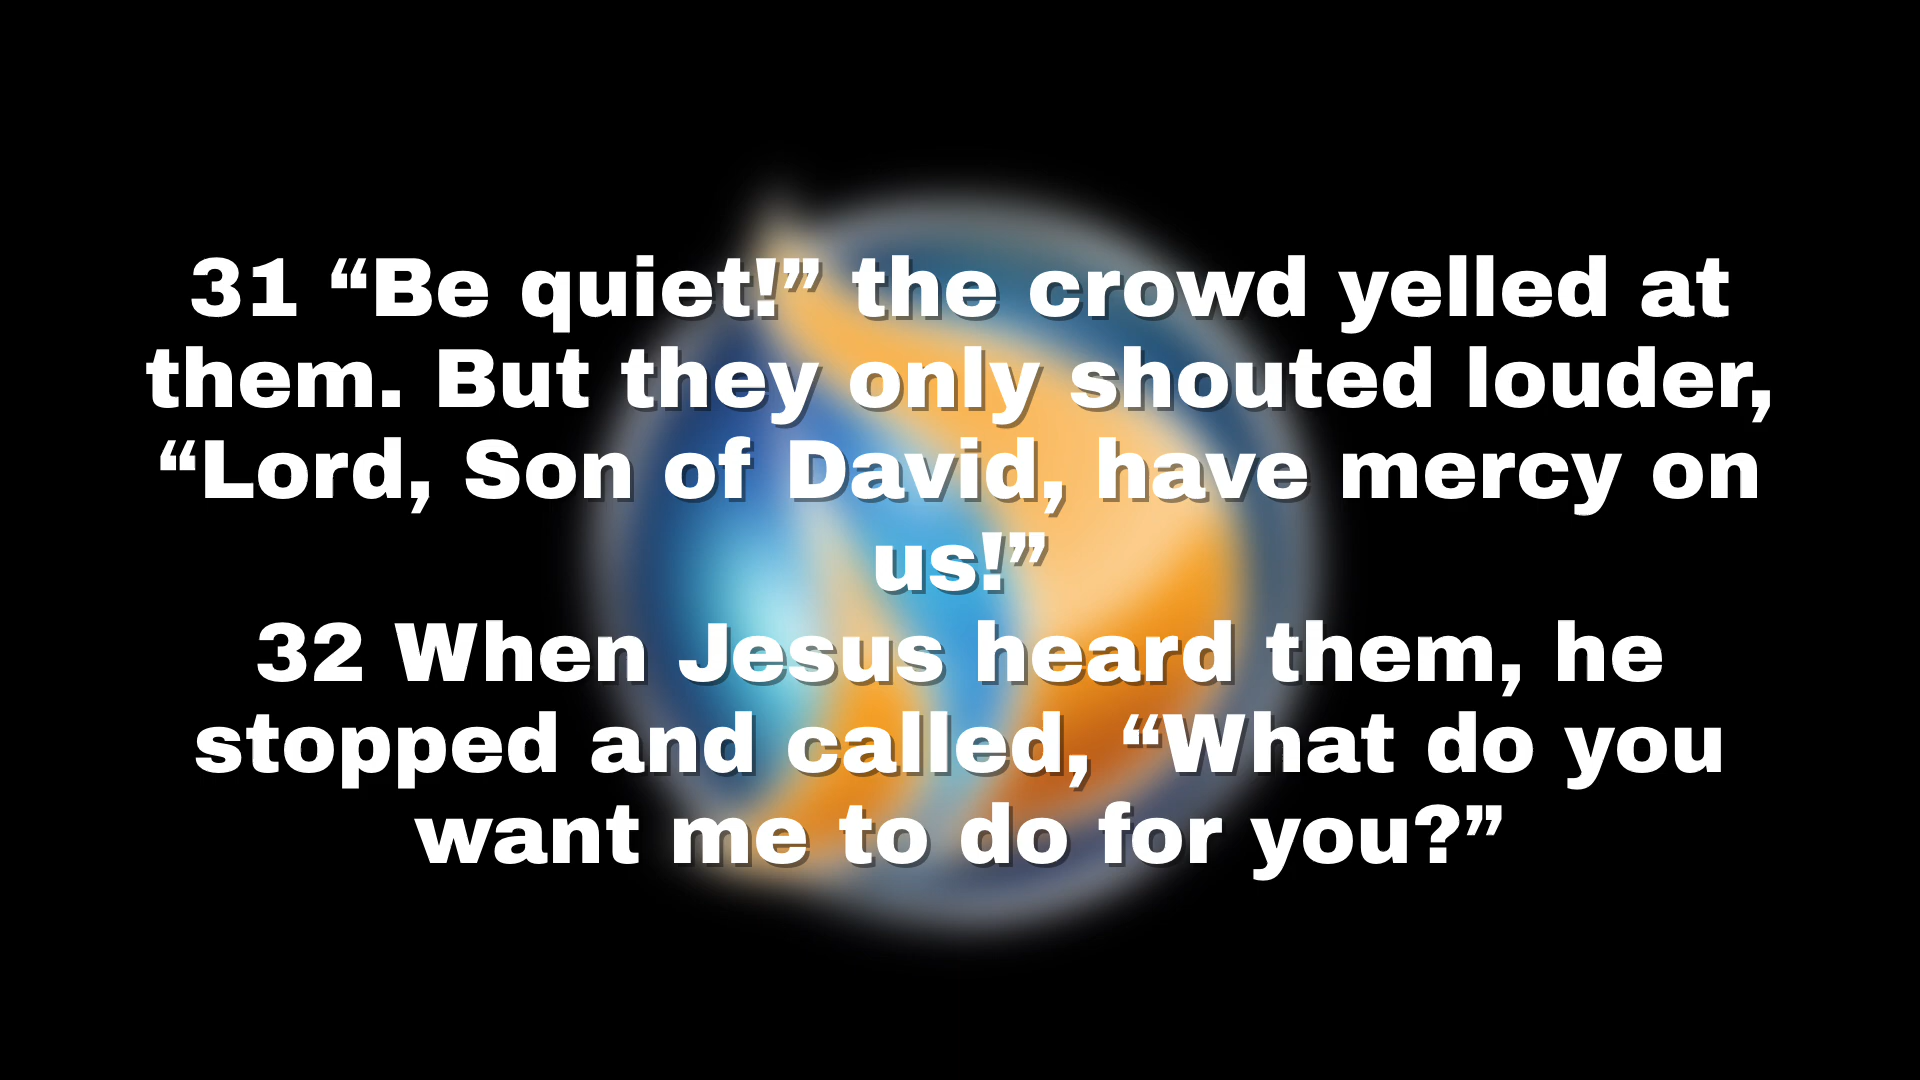 31 “Be quiet!” the crowd yelled at
them. But they only shouted louder,
“Lord, Son of David, have mercy on
us!”
32 When Jesus heard them, he
stopped and called, “What do you
want me to do for you?”